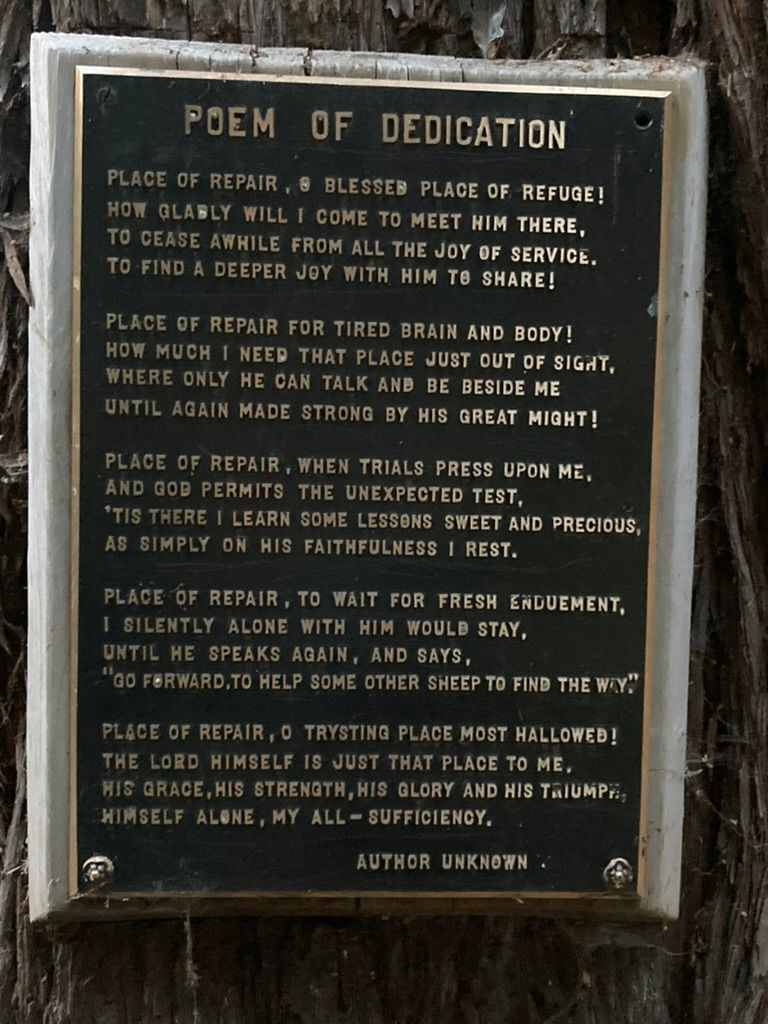 POEM OF DEDICATION
PLACE OF REPAIR, O BLESSED PLACE OF REFUGE!
HOW GLADLY WILL I COME TO MEET HIM THERE,
TO CEASE AWHILE FROM ALL THE JOY OF SERVICE.
TO FIND A DEEPER JOY WITH HIM TO SHARE!
PLACE OF REPAIR FOR TIRED BRAIN AND BODY!
HOW MUCH I NEED THAT PLACE JUST OUT OF SIGHT,
WHERE ONLY HE CAN TALK AND BE BESIDE ME
UNTIL AGAIN MADE STRONG BY HIS GREAT MIGHT!
PLACE OF REPAIR, WHEN TRIALS PRESS UPON ME,
AND GOD PERMITS THE UNEXPECTED TEST,
'TIS THERE I LEARN SOME LESSONS SWEET AND PRECIOUS,
AS SIMPLY ON HIS FAITHFULNESS I REST.
PLACE OF REPAIR, TO WAIT FOR FRESH ENDUEMENT,
I SILENTLY ALONE WITH HIM WOULD STAY,
UNTIL HE SPEAKS AGAIN, AND SAYS,
"GO FORWARD, TO HELP SOME OTHER SHEEP TO FIND THE WAY."
PLACE OF REPAIR, O TRYSTING PLACE MOST HALLOWED!
THE LORD HIMSELF IS JUST THAT PLACE TO ME,
HIS GRACE, HIS STRENGTH, HIS GLORY AND HIS TRIUMPH,
HIMSELF ALONE, MY ALL-SUFFICIENCY.
AUTHOR UNKNOWN